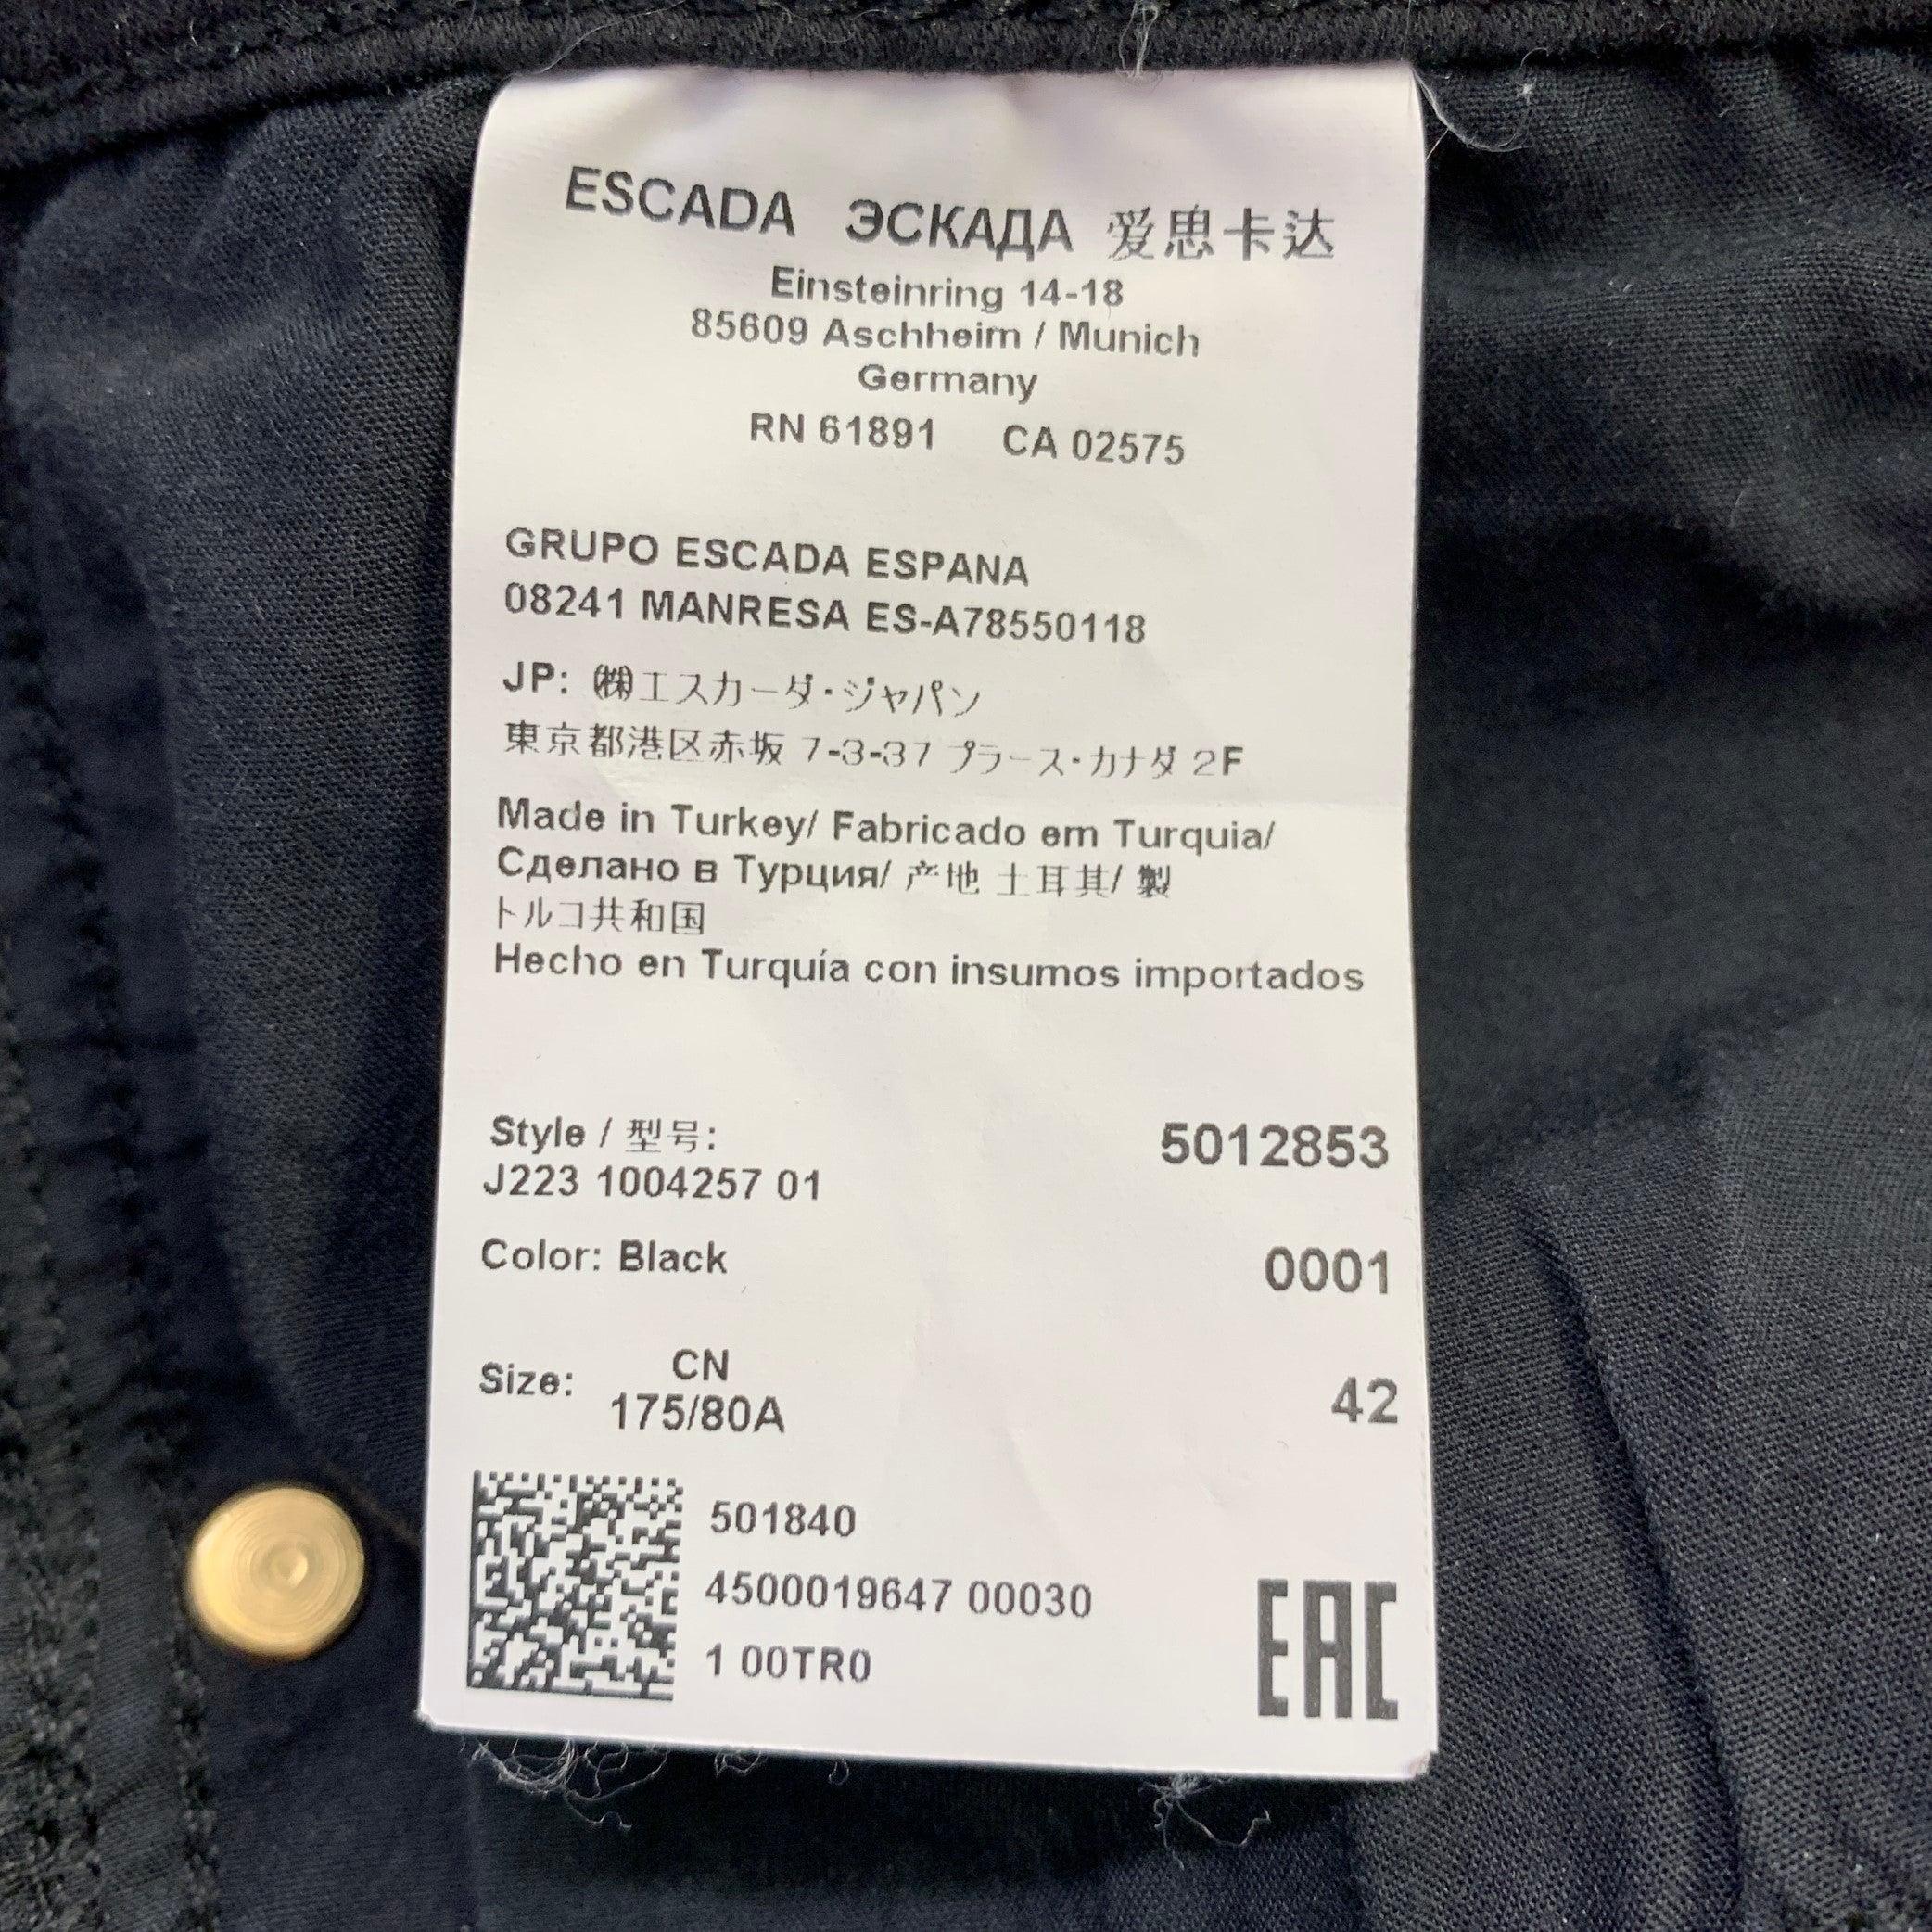 ESCADA ЭСКАДА 爱思卡达
Einsteinring 14-18
85609 Aschheim / Munich
Germany
RN 61891 CA 02575
GRUPO ESCADA ESPANA
08241 MANRESA ES-A78550118
JP: ㈱エスカーダ・ジャパン
東京都港区赤坂 7-3-37 プラース・カナダ 2F
Made in Turkey/ Fabricado em Turquia/
Сделано в Турция/ 产地 土耳其/ 製
トルコ共和国
Hecho en Turquía con insumos importados
Style / 型号: 5012853
J223 1004257 01
Color: Black 0001
CN
Size: 42
175/80A
501840
4500019647 00030
1 00TR0
EAC